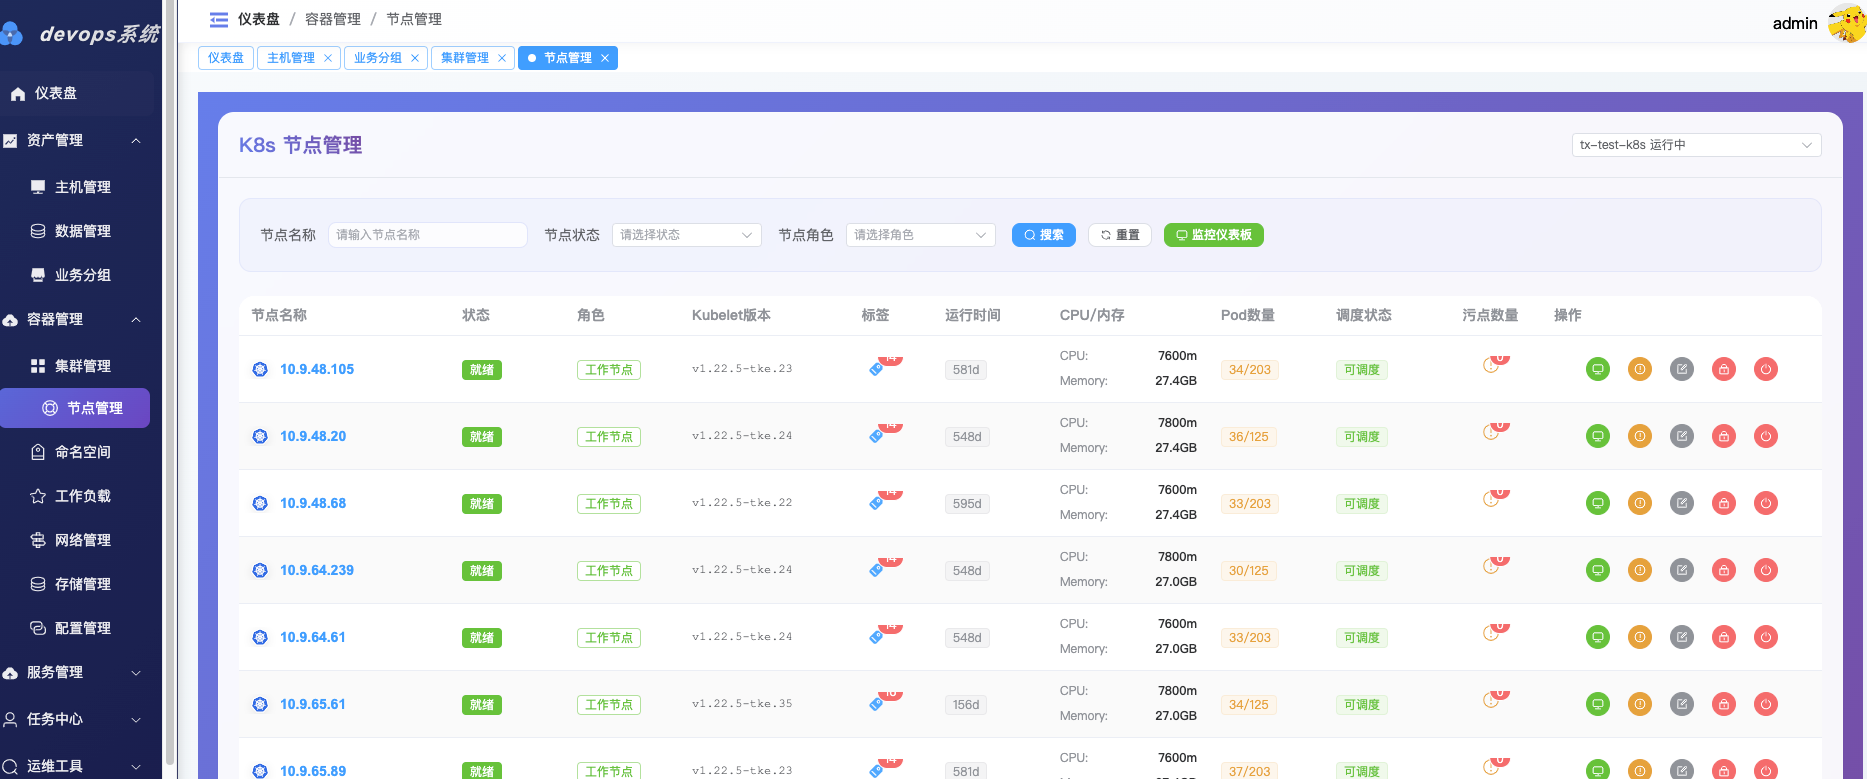 devops系统
仪表盘 / 容器管理 / 节点管理
admin
仪表盘 主机管理 业务分组 集群管理 节点管理
仪表盘
资产管理
主机管理
数据管理
业务分组
容器管理
集群管理
节点管理
命名空间
工作负载
网络管理
存储管理
配置管理
服务管理
任务中心
运维工具
K8s 节点管理
tx-test-k8s 运行中
节点名称 请输入节点名称 节点状态 请选择状态 节点角色 请选择角色 搜索 重置 监控仪表板
节点名称 状态 角色 Kubelet版本 标签 运行时间 CPU/内存 Pod数量 调度状态 污点数量 操作
10.9.48.105 就绪 工作节点 v1.22.5-tke.23 14 581d CPU: 7600m Memory: 27.4GB 34/203 可调度 0
10.9.48.20 就绪 工作节点 v1.22.5-tke.24 14 548d CPU: 7800m Memory: 27.4GB 36/125 可调度 0
10.9.48.68 就绪 工作节点 v1.22.5-tke.22 14 595d CPU: 7600m Memory: 27.4GB 33/203 可调度 0
10.9.64.239 就绪 工作节点 v1.22.5-tke.24 14 548d CPU: 7800m Memory: 27.0GB 30/125 可调度 0
10.9.64.61 就绪 工作节点 v1.22.5-tke.24 14 548d CPU: 7600m Memory: 27.0GB 33/203 可调度 0
10.9.65.61 就绪 工作节点 v1.22.5-tke.35 156d CPU: 7800m Memory: 27.0GB 34/125 可调度 0
10.9.65.89 就绪 工作节点 v1.22.5-tke.23 14 581d CPU: 7600m 37/203 可调度 0